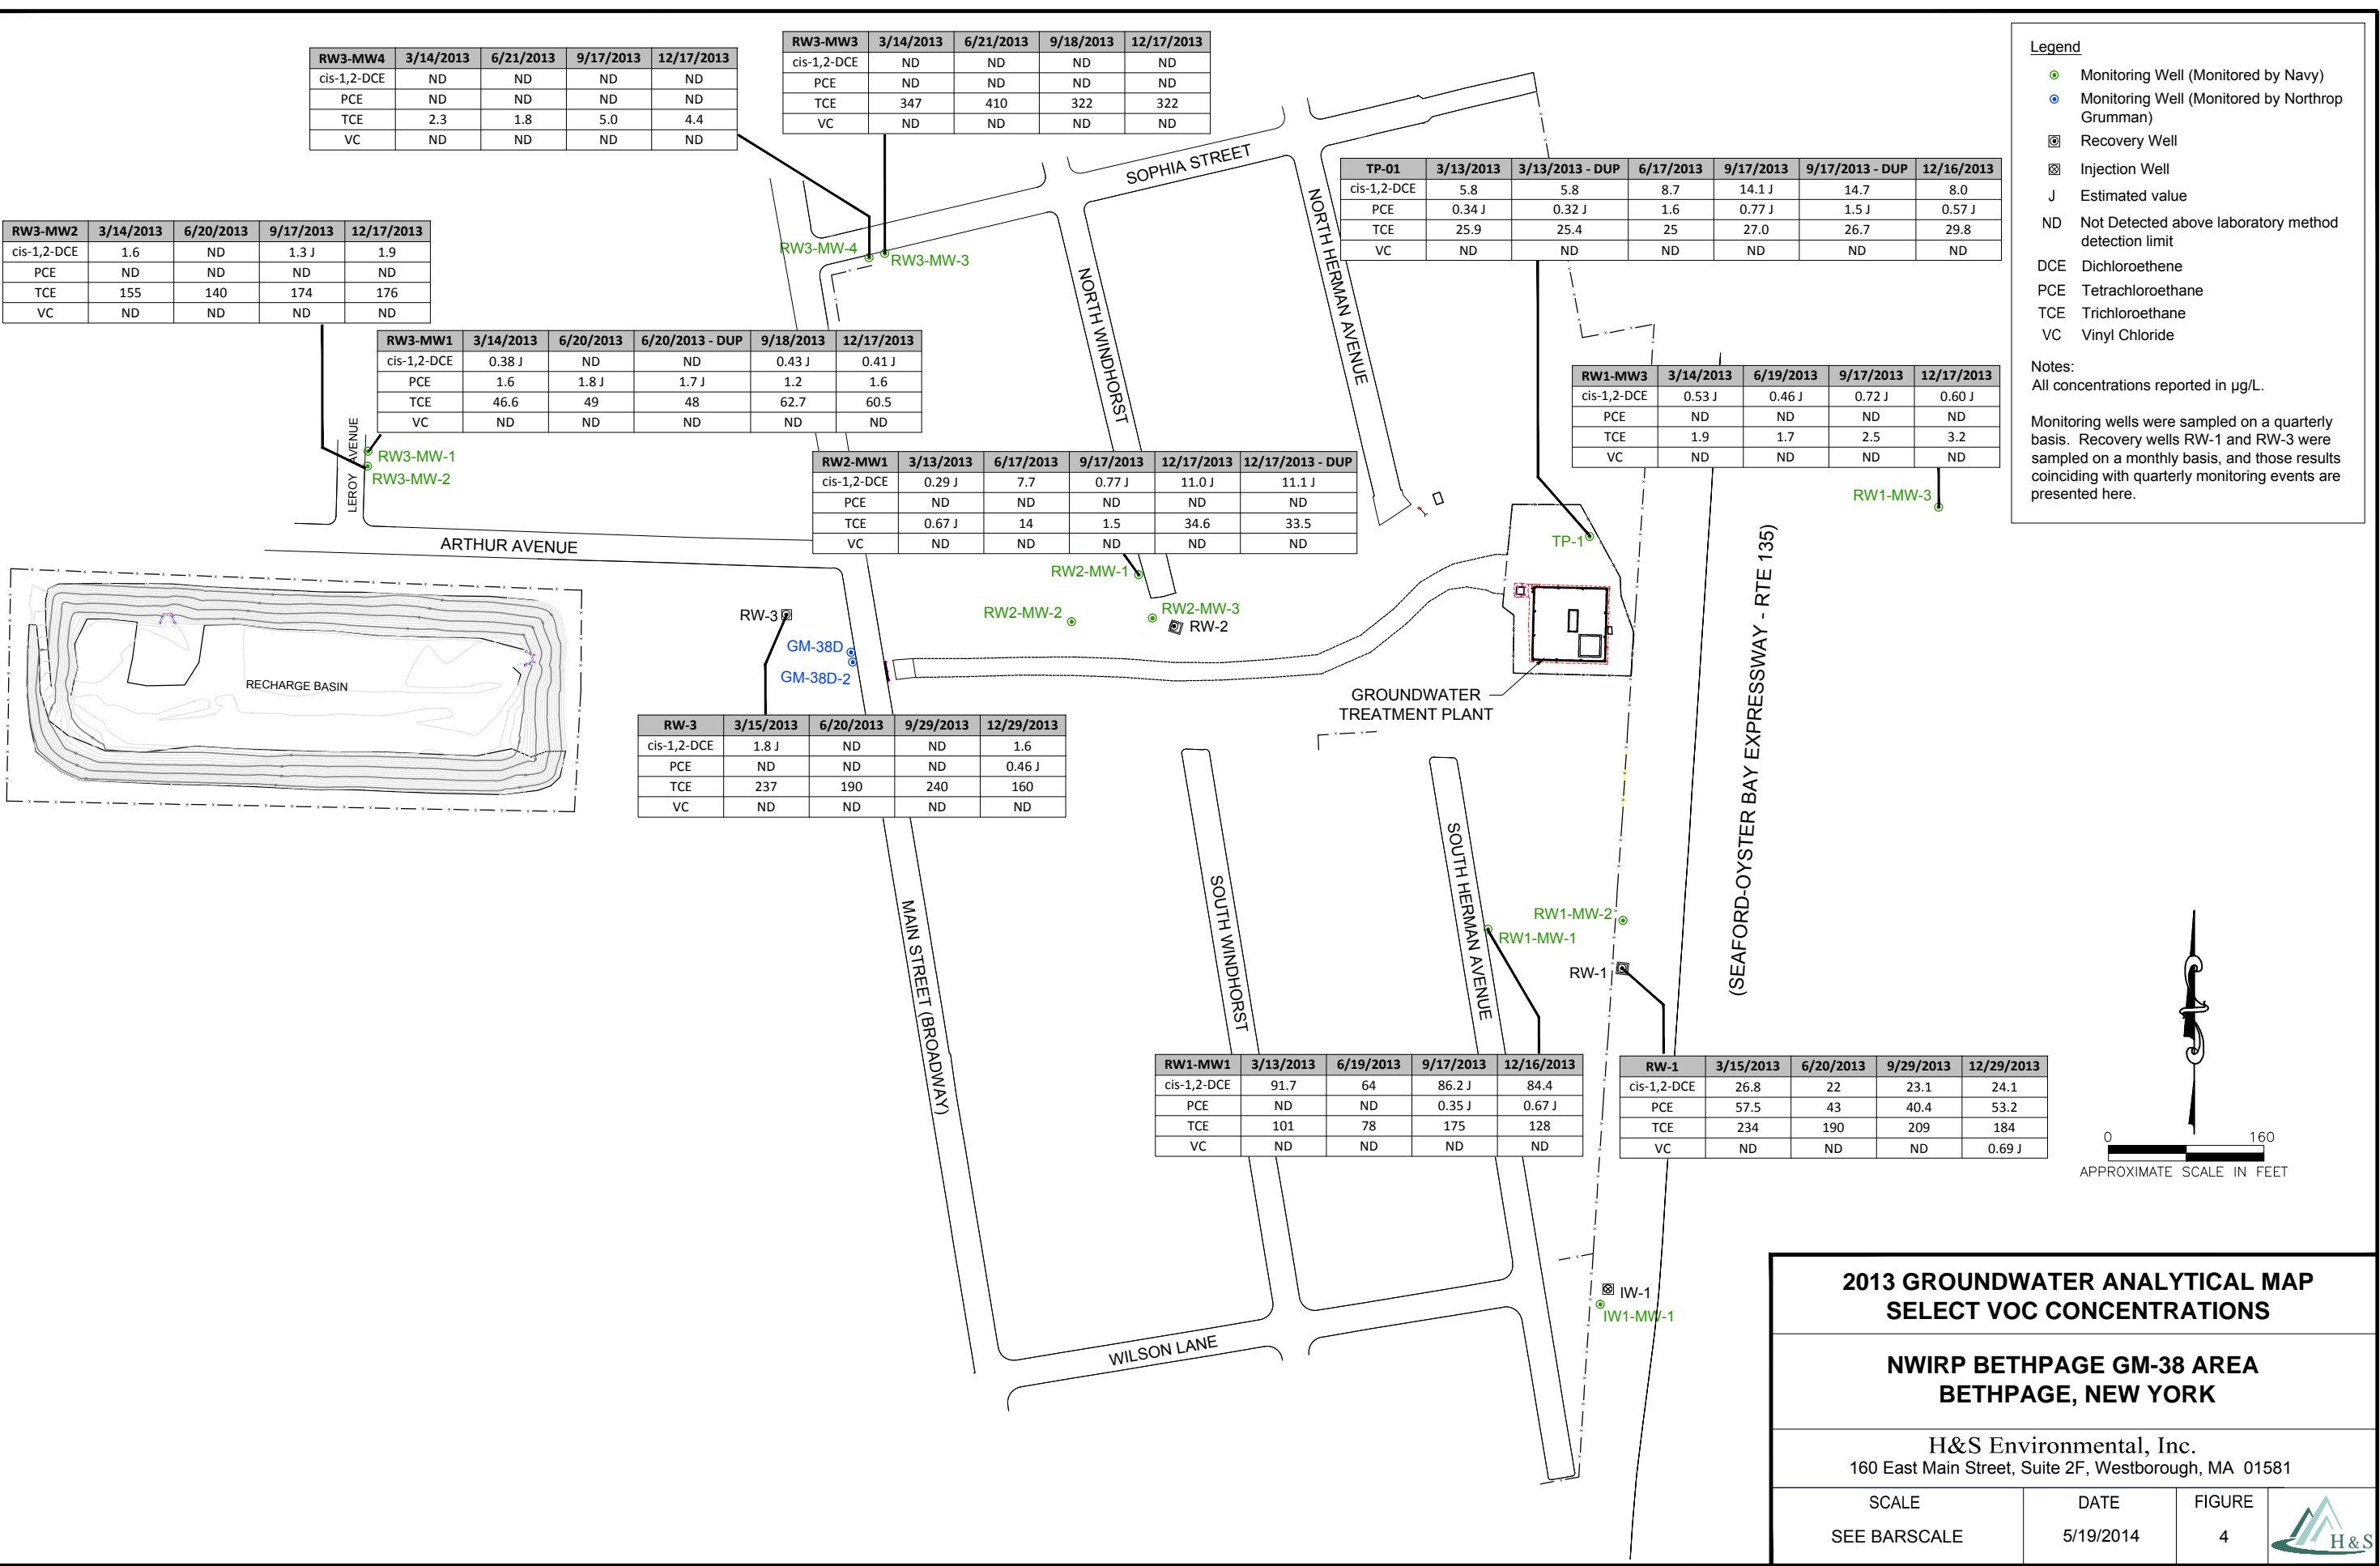 RW3-MW4 3/14/2013 6/21/2013 9/17/2013 12/17/2013
cis-1,2-DCE ND ND ND ND
PCE ND ND ND ND
TCE 2.3 1.8 5.0 4.4
VC ND ND ND ND
RW3-MW3 3/14/2013 6/21/2013 9/18/2013 12/17/2013
cis-1,2-DCE ND ND ND ND
PCE ND ND ND ND
TCE 347 410 322 322
VC ND ND ND ND
TP-01 3/13/2013 3/13/2013 - DUP 6/17/2013 9/17/2013 9/17/2013 - DUP 12/16/2013
cis-1,2-DCE 5.8 5.8 8.7 14.1 J 14.7 8.0
PCE 0.34 J 0.32 J 1.6 0.77 J 1.5 J 0.57 J
TCE 25.9 25.4 25 27.0 26.7 29.8
VC ND ND ND ND ND ND
RW3-MW2 3/14/2013 6/20/2013 9/17/2013 12/17/2013
cis-1,2-DCE 1.6 ND 1.3 J 1.9
PCE ND ND ND ND
TCE 155 140 174 176
VC ND ND ND ND
RW3-MW1 3/14/2013 6/20/2013 6/20/2013 - DUP 9/18/2013 12/17/2013
cis-1,2-DCE 0.38 J ND ND 0.43 J 0.41 J
PCE 1.6 1.8 J 1.7 J 1.2 1.6
TCE 46.6 49 48 62.7 60.5
VC ND ND ND ND ND
RW1-MW3 3/14/2013 6/19/2013 9/17/2013 12/17/2013
cis-1,2-DCE 0.53 J 0.46 J 0.72 J 0.60 J
PCE ND ND ND ND
TCE 1.9 1.7 2.5 3.2
VC ND ND ND ND
RW2-MW1 3/13/2013 6/17/2013 9/17/2013 12/17/2013 12/17/2013 - DUP
cis-1,2-DCE 0.29 J 7.7 0.77 J 11.0 J 11.1 J
PCE ND ND ND ND ND
TCE 0.67 J 14 1.5 34.6 33.5
VC ND ND ND ND ND
RW-3 3/15/2013 6/20/2013 9/29/2013 12/29/2013
cis-1,2-DCE 1.8 J ND ND 1.6
PCE ND ND ND 0.46 J
TCE 237 190 240 160
VC ND ND ND ND
RW1-MW1 3/13/2013 6/19/2013 9/17/2013 12/16/2013
cis-1,2-DCE 91.7 64 86.2 J 84.4
PCE ND ND 0.35 J 0.67 J
TCE 101 78 175 128
VC ND ND ND ND
RW-1 3/15/2013 6/20/2013 9/29/2013 12/29/2013
cis-1,2-DCE 26.8 22 23.1 24.1
PCE 57.5 43 40.4 53.2
TCE 234 190 209 184
VC ND ND ND 0.69 J
SOPHIA STREET
NORTH HERMAN AVENUE
NORTH WINDHORST
RW3-MW-4
RW3-MW-3
LEROY AVENUE
RW3-MW-1
RW3-MW-2
ARTHUR AVENUE
RECHARGE BASIN
RW-3
GM-38D
GM-38D-2
RW2-MW-1
RW2-MW-2
RW2-MW-3
RW-2
TP-1
RW1-MW-3
GROUNDWATER
TREATMENT PLANT
(SEAFORD-OYSTER BAY EXPRESSWAY - RTE 135)
MAIN STREET (BROADWAY)
SOUTH WINDHORST
SOUTH HERMAN AVENUE
RW1-MW-2
RW1-MW-1
RW-1
IW-1
IW1-MW-1
WILSON LANE
Legend
Monitoring Well (Monitored by Navy)
Monitoring Well (Monitored by Northrop
Grumman)
Recovery Well
Injection Well
J Estimated value
ND Not Detected above laboratory method
detection limit
DCE Dichloroethene
PCE Tetrachloroethane
TCE Trichloroethane
VC Vinyl Chloride
Notes:
All concentrations reported in µg/L.
Monitoring wells were sampled on a quarterly
basis. Recovery wells RW-1 and RW-3 were
sampled on a monthly basis, and those results
coinciding with quarterly monitoring events are
presented here.
0 160
APPROXIMATE SCALE IN FEET
2013 GROUNDWATER ANALYTICAL MAP
SELECT VOC CONCENTRATIONS
NWIRP BETHPAGE GM-38 AREA
BETHPAGE, NEW YORK
H&S Environmental, Inc.
160 East Main Street, Suite 2F, Westborough, MA 01581
SCALE DATE FIGURE
SEE BARSCALE 5/19/2014 4
H&S